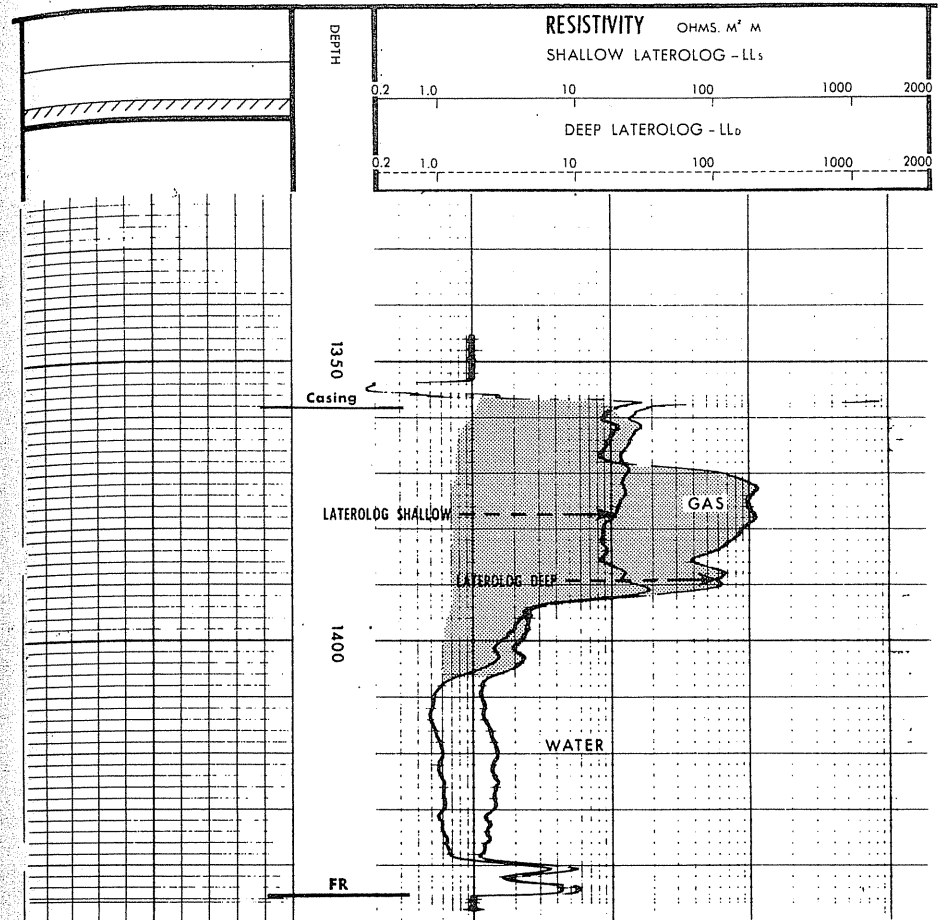 DEPTH
RESISTIVITY OHMS. M² M
SHALLOW LATEROLOG – LLs
0.2 1.0 10 100 1000 2000
DEEP LATEROLOG – LLD
0.2 1.0 10 100 1000 2000
1350
Casing
GAS
LATEROLOG SHALLOW
LATEROLOG DEEP
1400
WATER
FR